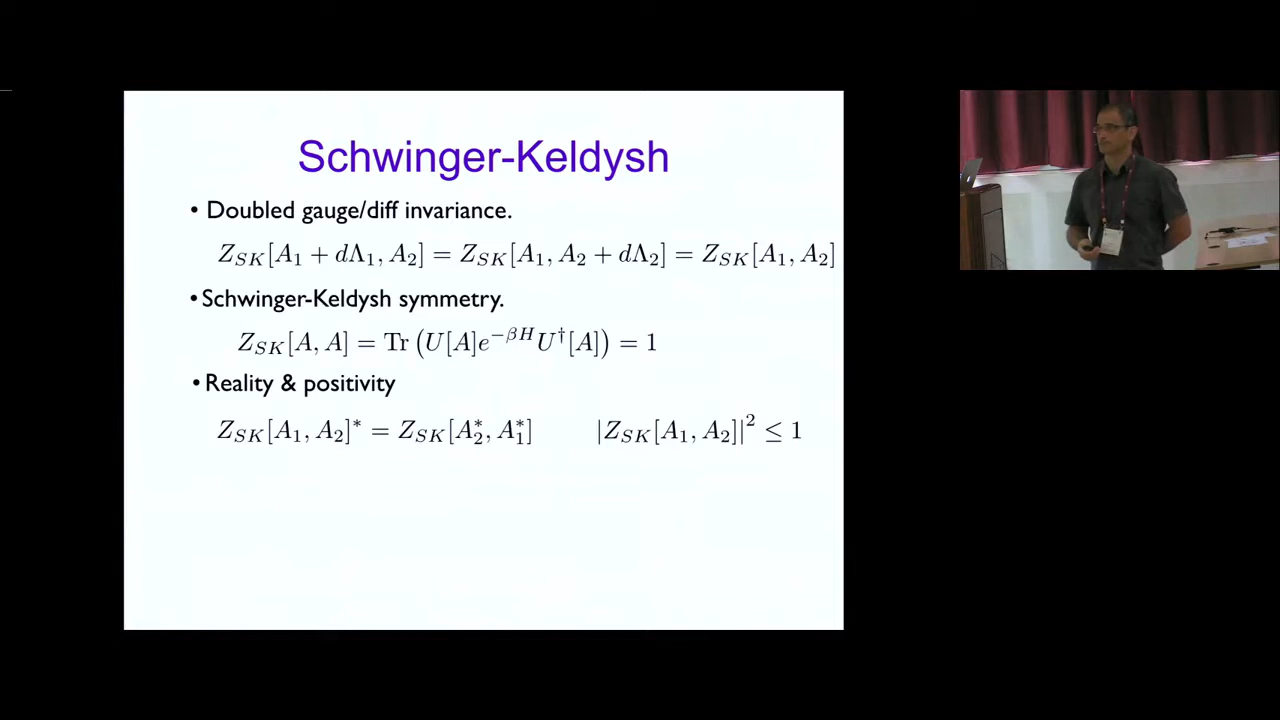 Schwinger-Keldysh
• Doubled gauge/diff invariance.
Z_{SK}[A_1 + dΛ_1, A_2] = Z_{SK}[A_1, A_2 + dΛ_2] = Z_{SK}[A_1, A_2]
• Schwinger-Keldysh symmetry.
Z_{SK}[A, A] = Tr (U[A]e^{-βH}U^†[A]) = 1
• Reality & positivity
Z_{SK}[A_1, A_2]^* = Z_{SK}[A_2^*, A_1^*] |Z_{SK}[A_1, A_2]|^2 ≤ 1